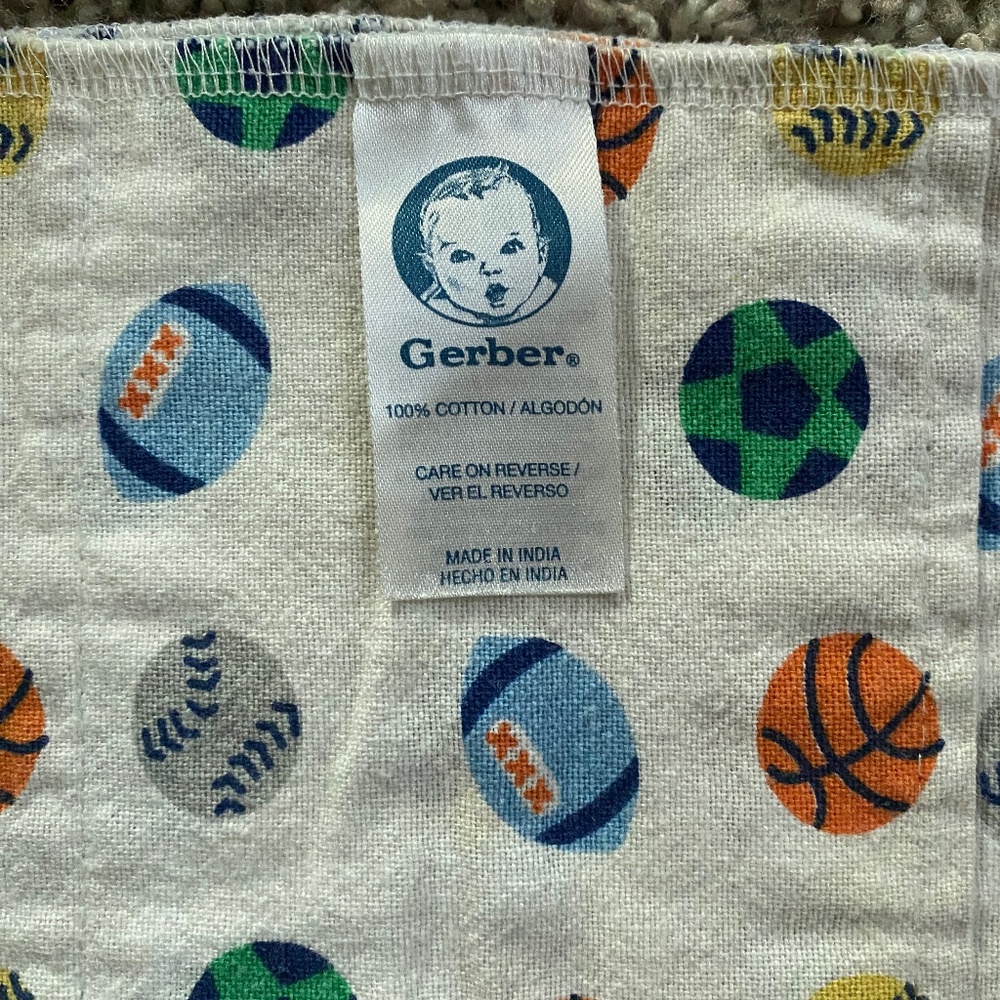 Gerber®
100% COTTON / ALGODÓN
CARE ON REVERSE /
VER EL REVERSO
MADE IN INDIA
HECHO EN INDIA